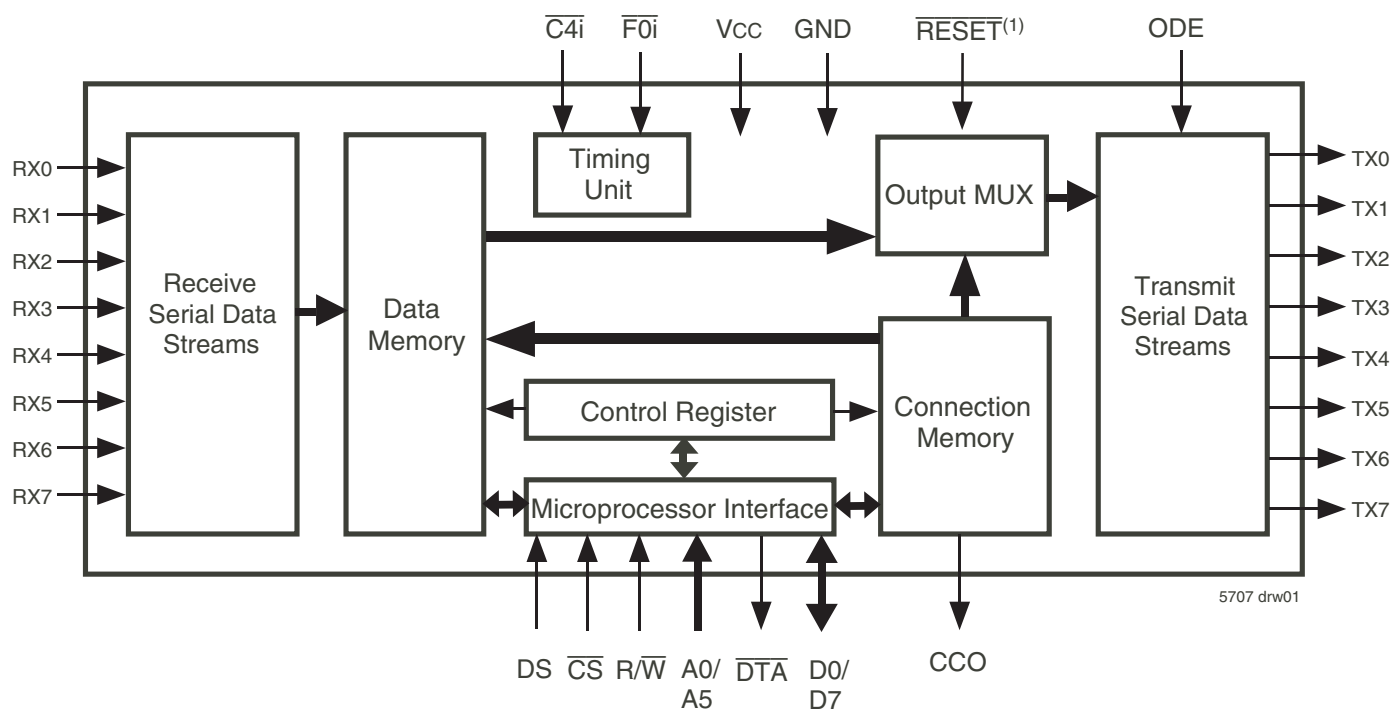 C4i F0i VCC GND RESET(1) ODE
Timing
Unit
Output MUX
RX0
RX1
RX2
RX3
RX4
RX5
RX6
RX7
Receive
Serial Data
Streams
Data
Memory
Control Register
Microprocessor Interface
Connection
Memory
Transmit
Serial Data
Streams
TX0
TX1
TX2
TX3
TX4
TX5
TX6
TX7
5707 drw01
DS CS R/W A0/ DTA D0/ CCO
A5 D7